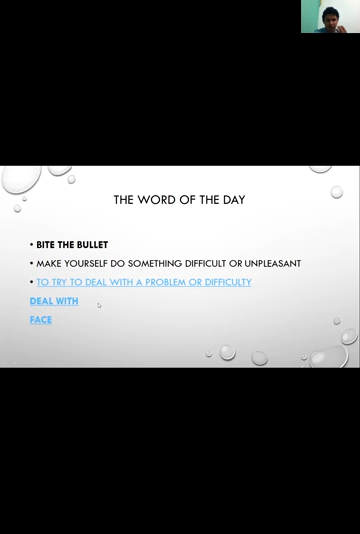 THE WORD OF THE DAY
• BITE THE BULLET
• MAKE YOURSELF DO SOMETHING DIFFICULT OR UNPLEASANT
• TO TRY TO DEAL WITH A PROBLEM OR DIFFICULTY
DEAL WITH
FACE